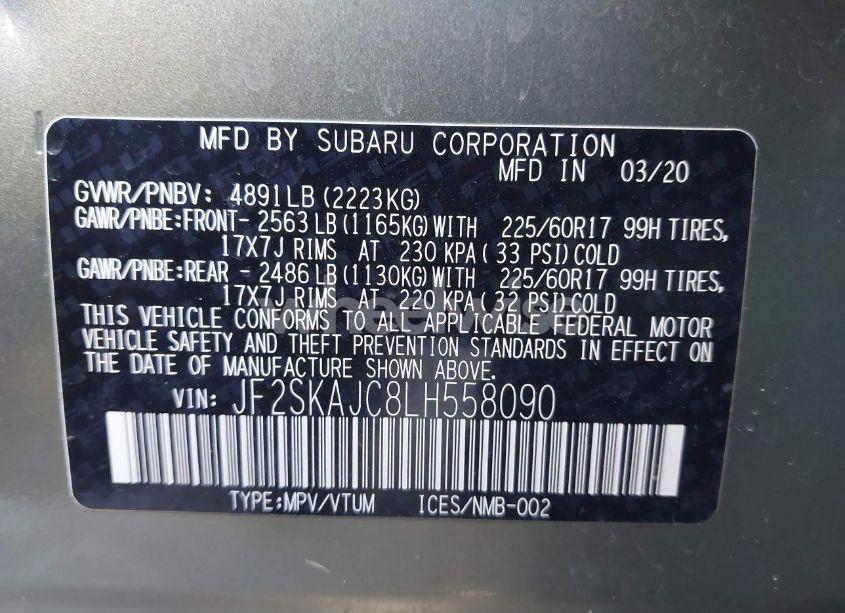 MFD BY SUBARU CORPORATION
MFD IN 03/20
GVWR/PNBV: 4891LB (2223KG)
GAWR/PNBE:FRONT- 2563LB (1165KG) WITH 225/60R17 99H TIRES,
17X7J RIMS AT 230 KPA( 33 PSI)COLD
GAWR/PNBE:REAR - 2486LB (1130KG) WITH 225/60R17 99H TIRES,
17X7J RIMS AT 220 KPA( 32 PSI)COLD
THIS VEHICLE CONFORMS TO ALL APPLICABLE FEDERAL MOTOR
VEHICLE SAFETY AND THEFT PREVENTION STANDARDS IN EFFECT ON
THE DATE OF MANUFACTURE SHOWN ABOVE.
VIN: JF2SKAJC8LH558090
TYPE:MPV/VTUM ICES/NMB-002